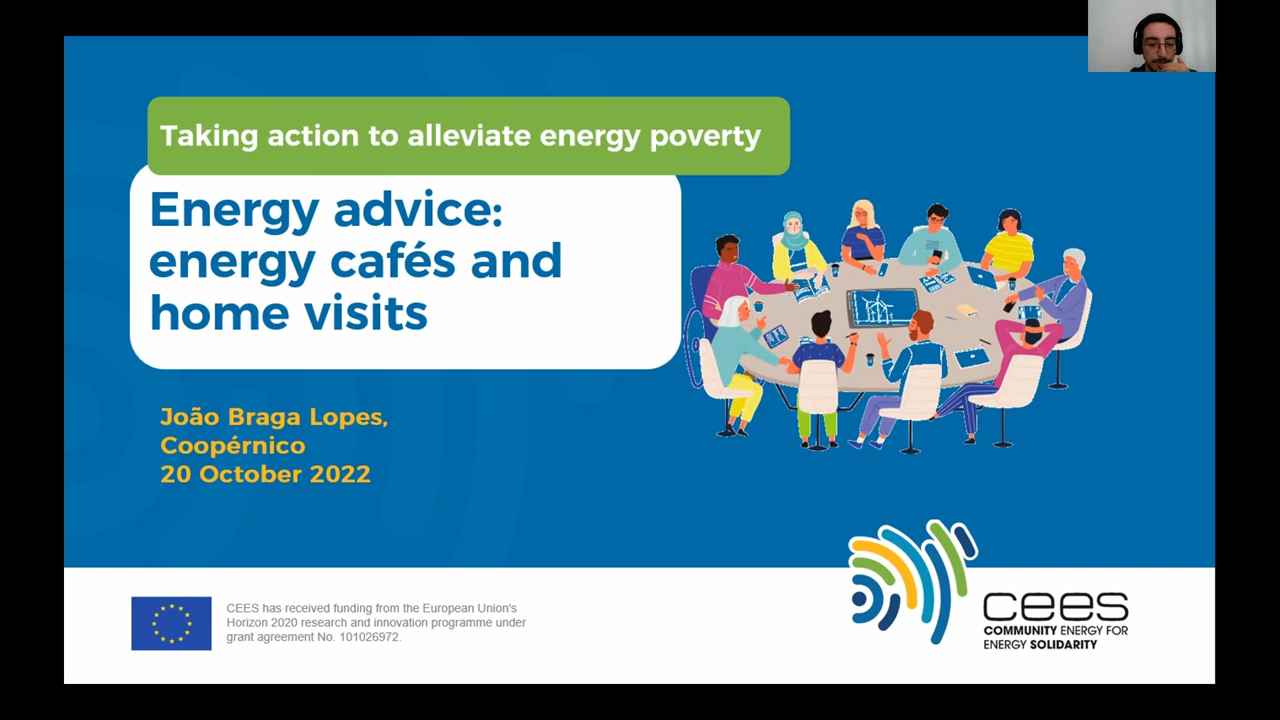 Taking action to alleviate energy poverty
Energy advice:
energy cafés and
home visits
João Braga Lopes,
Coopérnico
20 October 2022
CEES has received funding from the European Union's
Horizon 2020 research and innovation programme under
grant agreement No. 101026972.
cees
COMMUNITY ENERGY FOR
ENERGY SOLIDARITY